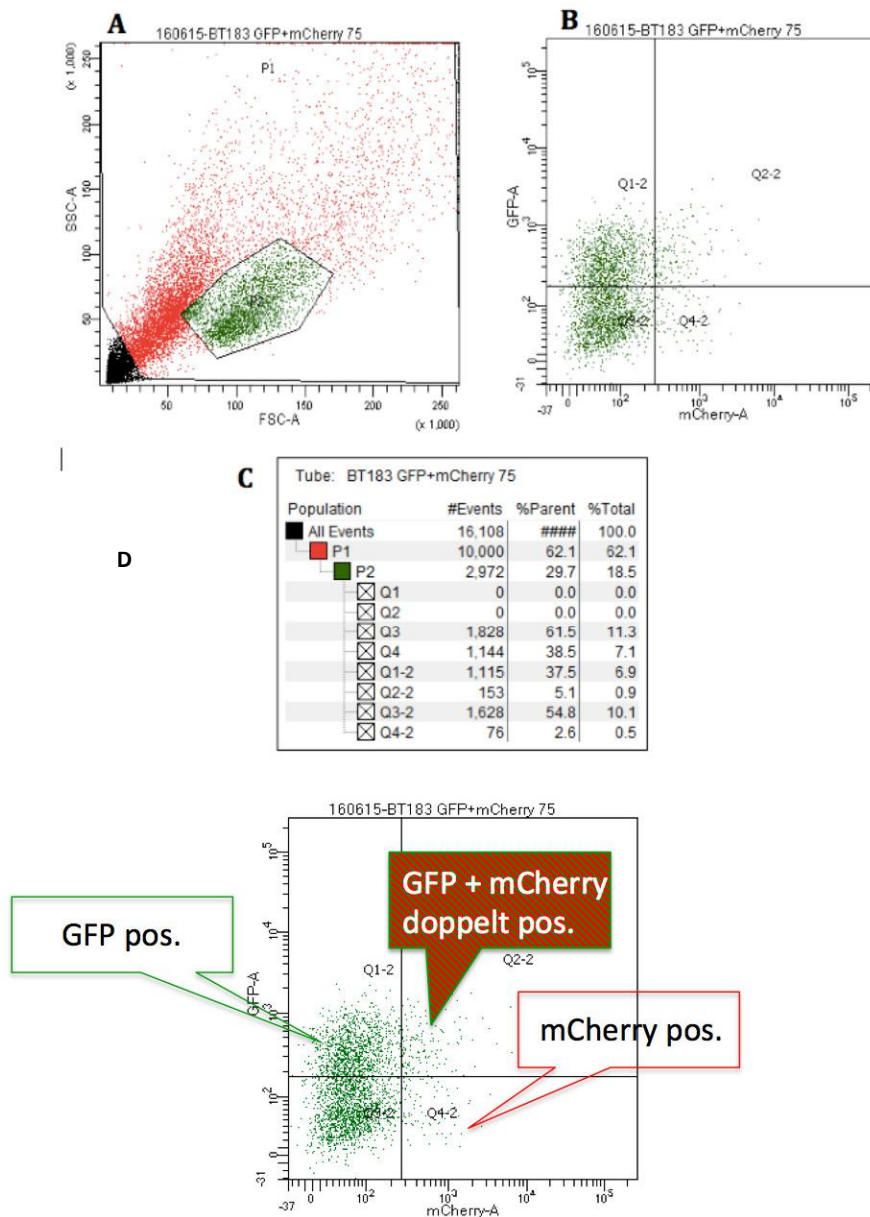 A
160615-BT183 GFP+mCherry 75
(x 1,000)
250
200
150
100
50
SSC-A
P1
P2
50 100 150 200 250
FSC-A
(x 1,000)
B
160615-BT183 GFP+mCherry 75
GFP-A
10^5
10^4
10^3
10^2
0
-31
Q1-2
Q2-2
Q3-2
Q4-2
-37 0 10^2 10^3 10^4 10^5
mCherry-A
C
Tube: BT183 GFP+mCherry 75
Population #Events %Parent %Total
All Events 16,108 #### 100.0
P1 10,000 62.1 62.1
P2 2,972 29.7 18.5
Q1 0 0.0 0.0
Q2 0 0.0 0.0
Q3 1,828 61.5 11.3
Q4 1,144 38.5 7.1
Q1-2 1,115 37.5 6.9
Q2-2 153 5.1 0.9
Q3-2 1,628 54.8 10.1
Q4-2 76 2.6 0.5
D
160615-BT183 GFP+mCherry 75
GFP-A
10^5
10^4
10^3
10^2
0
-31
GFP pos.
GFP + mCherry
doppelt pos.
mCherry pos.
Q1-2
Q2-2
Q3-2
Q4-2
-37 0 10^2 10^3 10^4 10^5
mCherry-A